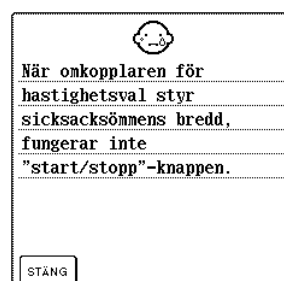 När omkopplaren för
hastighetsval styr
sicksacksömmens bredd,
fungerar inte
”start/stopp”-knappen.
STÄNG